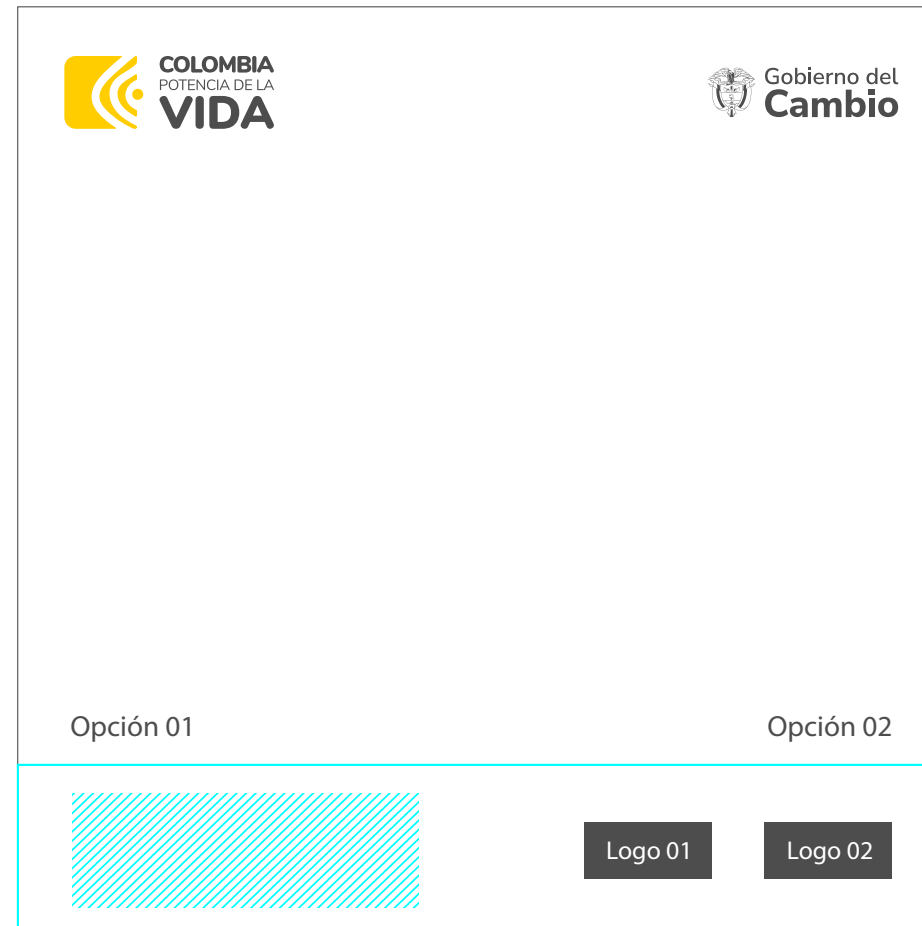 COLOMBIA
POTENCIA DE LA
VIDA
Gobierno del
Cambio
Opción 01
Opción 02
Logo 01
Logo 02